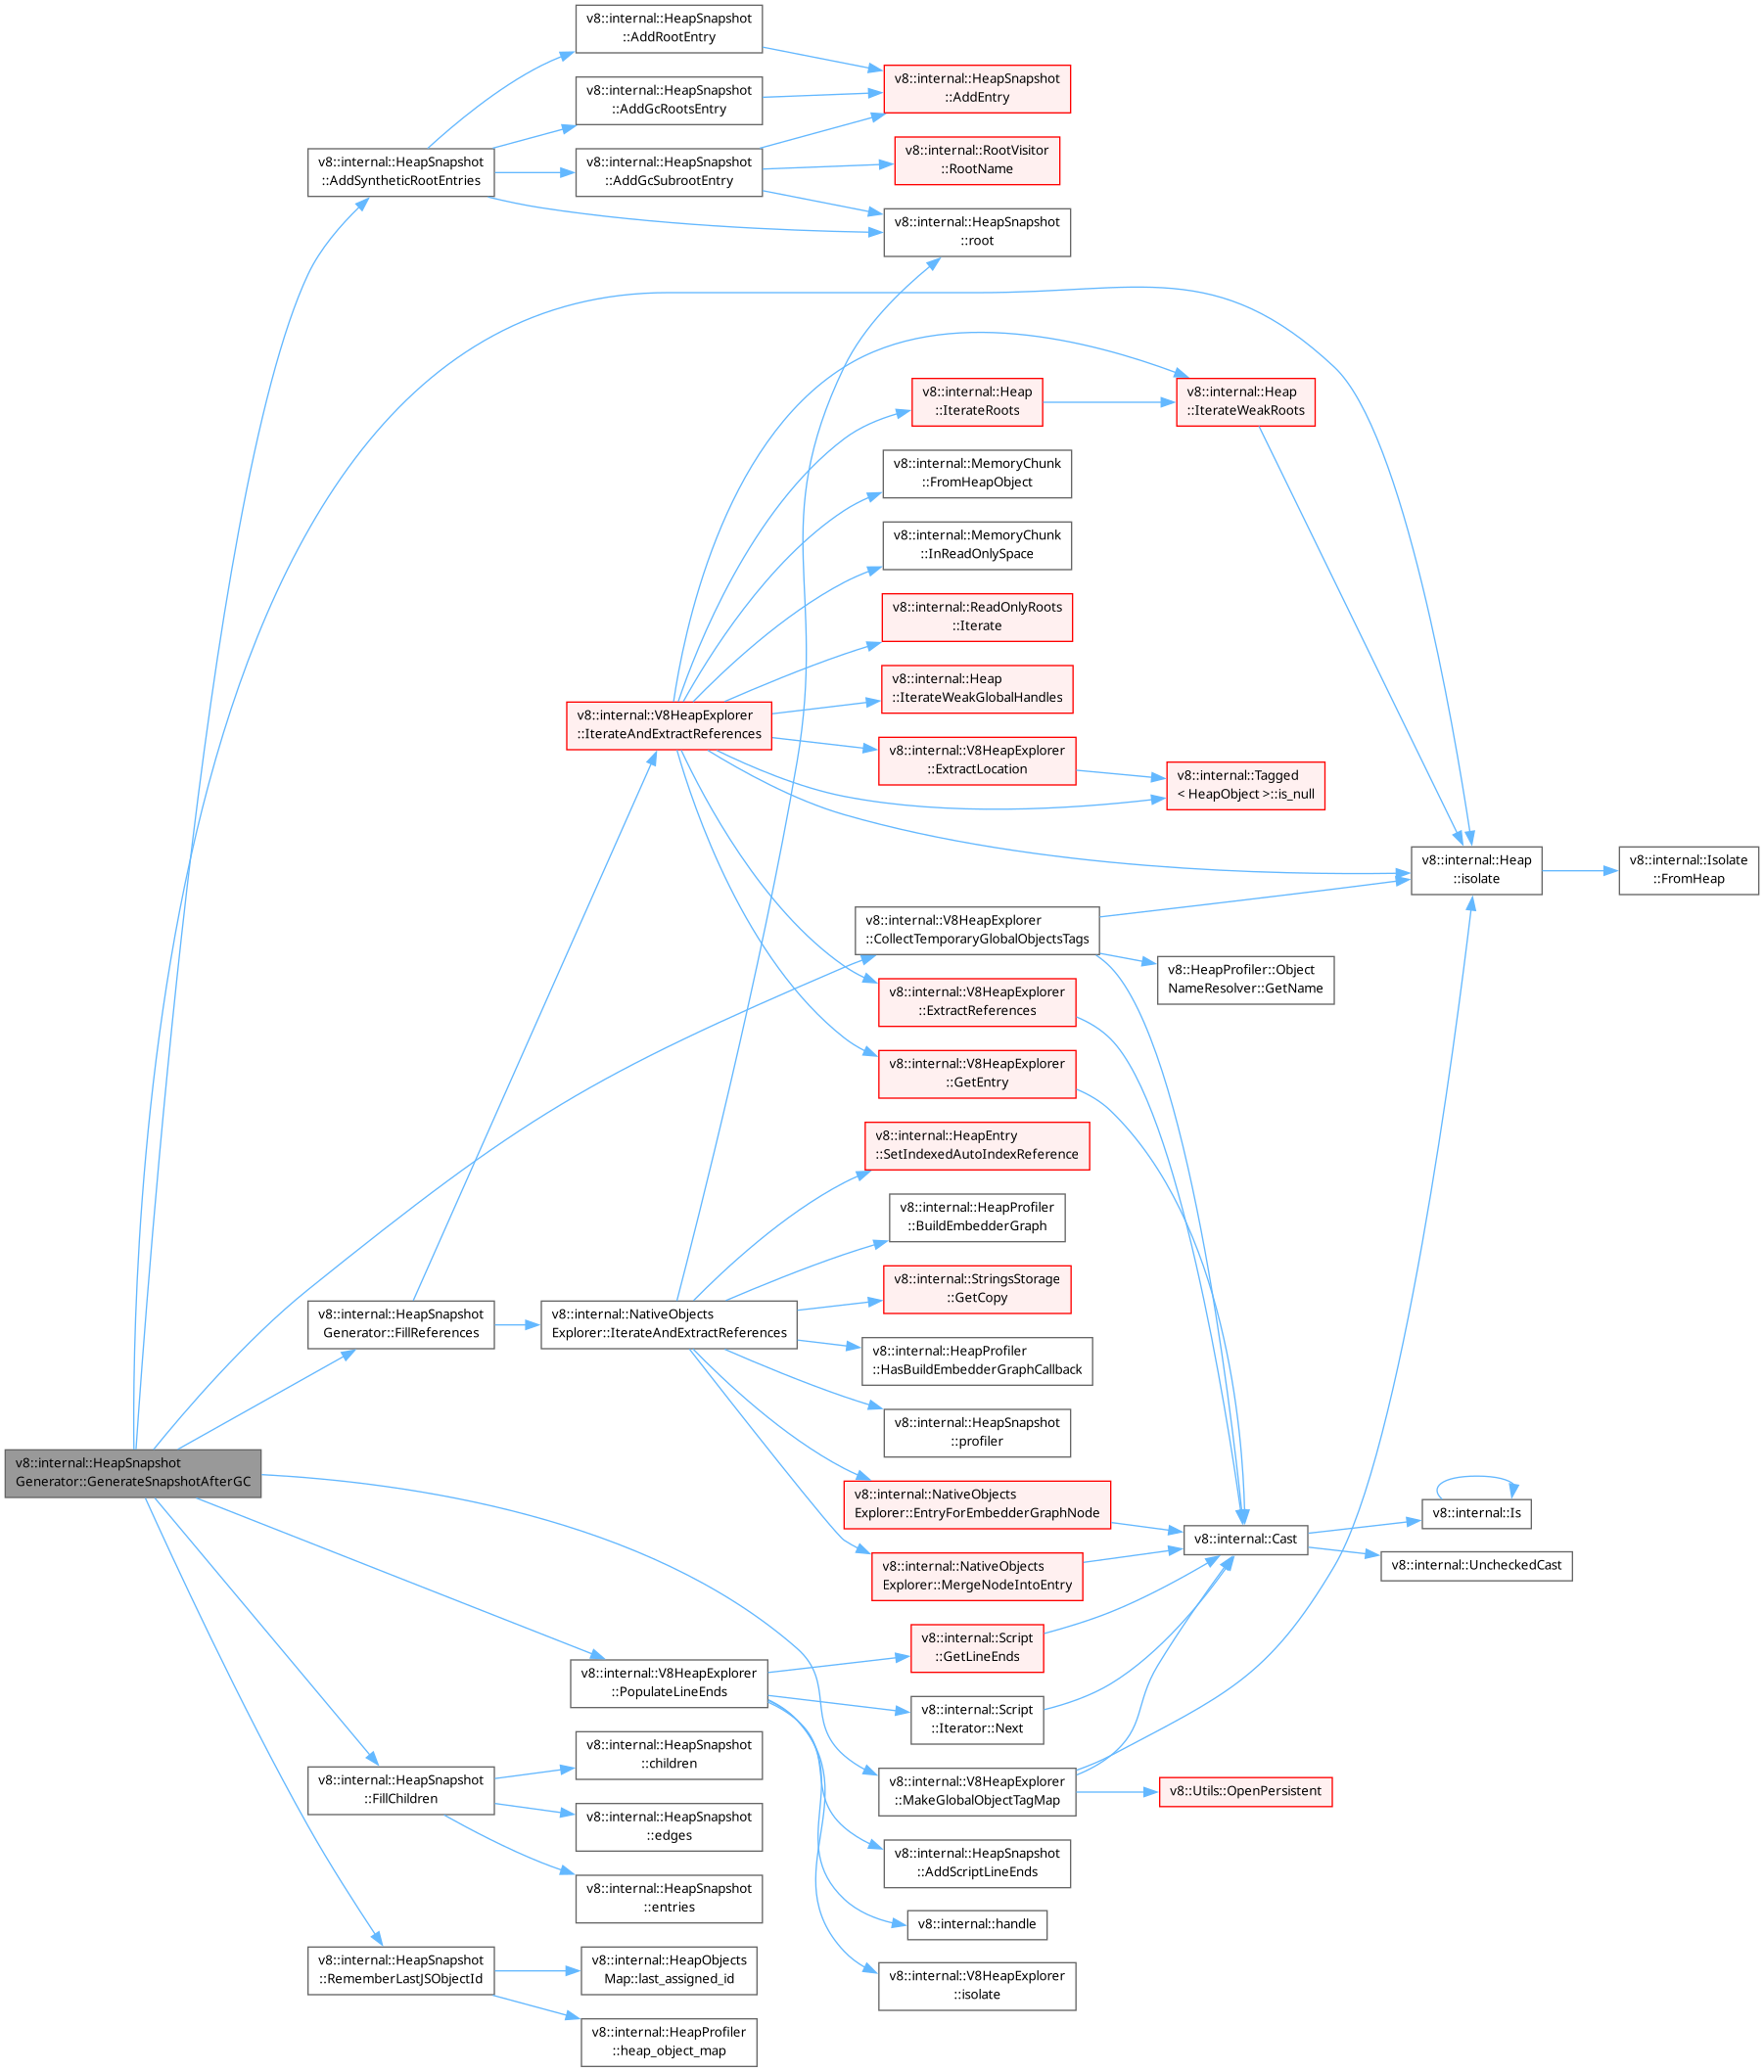 v8::internal::HeapSnapshot
::AddRootEntry
v8::internal::HeapSnapshot
::AddEntry
v8::internal::HeapSnapshot
::AddGcRootsEntry
v8::internal::RootVisitor
::RootName
v8::internal::HeapSnapshot
::AddSyntheticRootEntries
v8::internal::HeapSnapshot
::AddGcSubrootEntry
v8::internal::HeapSnapshot
::root
v8::internal::Heap
::IterateRoots
v8::internal::Heap
::IterateWeakRoots
v8::internal::MemoryChunk
::FromHeapObject
v8::internal::MemoryChunk
::InReadOnlySpace
v8::internal::ReadOnlyRoots
::Iterate
v8::internal::Heap
::IterateWeakGlobalHandles
v8::internal::V8HeapExplorer
::IterateAndExtractReferences
v8::internal::V8HeapExplorer
::ExtractLocation
v8::internal::Tagged
< HeapObject >::is_null
v8::internal::Heap
::isolate
v8::internal::Isolate
::FromHeap
v8::internal::V8HeapExplorer
::CollectTemporaryGlobalObjectsTags
v8::HeapProfiler::Object
NameResolver::GetName
v8::internal::V8HeapExplorer
::ExtractReferences
v8::internal::V8HeapExplorer
::GetEntry
v8::internal::HeapEntry
::SetIndexedAutoIndexReference
v8::internal::HeapProfiler
::BuildEmbedderGraph
v8::internal::StringsStorage
::GetCopy
v8::internal::HeapSnapshot
Generator::FillReferences
v8::internal::NativeObjects
Explorer::IterateAndExtractReferences
v8::internal::HeapProfiler
::HasBuildEmbedderGraphCallback
v8::internal::HeapSnapshot
::profiler
v8::internal::HeapSnapshot
Generator::GenerateSnapshotAfterGC
v8::internal::NativeObjects
Explorer::EntryForEmbedderGraphNode
v8::internal::Is
v8::internal::Cast
v8::internal::UncheckedCast
v8::internal::NativeObjects
Explorer::MergeNodeIntoEntry
v8::internal::Script
::GetLineEnds
v8::internal::V8HeapExplorer
::PopulateLineEnds
v8::internal::Script
::Iterator::Next
v8::internal::HeapSnapshot
::children
v8::internal::HeapSnapshot
::FillChildren
v8::internal::V8HeapExplorer
::MakeGlobalObjectTagMap
v8::Utils::OpenPersistent
v8::internal::HeapSnapshot
::edges
v8::internal::HeapSnapshot
::AddScriptLineEnds
v8::internal::HeapSnapshot
::entries
v8::internal::handle
v8::internal::HeapSnapshot
::RememberLastJSObjectId
v8::internal::HeapObjects
Map::last_assigned_id
v8::internal::V8HeapExplorer
::isolate
v8::internal::HeapProfiler
::heap_object_map